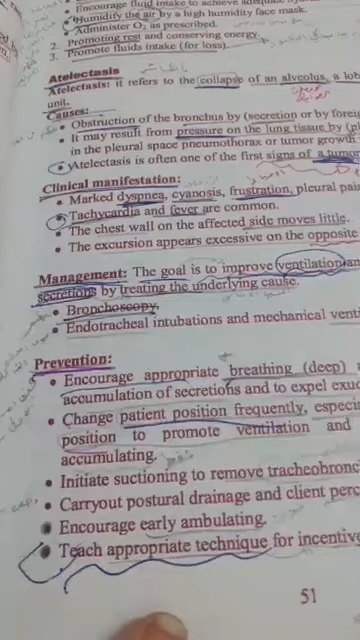 Encourage fluid intake to achieve adequate
Humidify the air by a high humidity face mask.
Administer O₂ as prescribed.
2. Promoting rest and conserving energy
3. Promote fluids intake (for loss).
Atelectasis
Atelectasis: it refers to the collapse of an alveolus, a lob
unit.
Causes:
• Obstruction of the bronchus by (secretion or by forei
• It may result from pressure on the lung tissue by (p
in the pleural space pneumothorax or tumor growth
• Atelectasis is often one of the first signs of a tumor
Clinical manifestation:
• Marked dyspnea, cyanosis, frustration, pleural pai
• Tachycardia and fever are common.
• The chest wall on the affected side moves little.
• The excursion appears excessive on the opposite
Management: The goal is to improve ventilation an
secretions by treating the underlying cause.
• Bronchoscopy.
• Endotracheal intubations and mechanical venti
Prevention:
• Encourage appropriate breathing (deep) a
accumulation of secretions and to expel exu
• Change patient position frequently, especi
position to promote ventilation and
accumulating.
• Initiate suctioning to remove tracheobronc
• Carryout postural drainage and client perc
• Encourage early ambulating.
• Teach appropriate technique for incentive
51